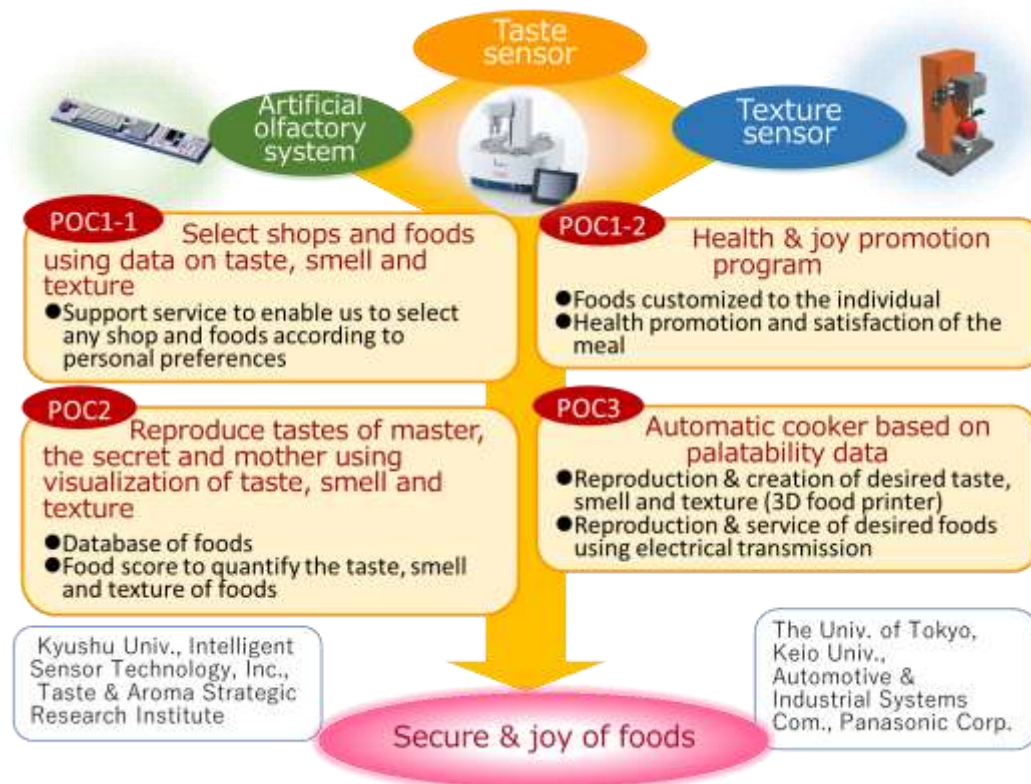 Taste
sensor
Artificial
olfactory
system
Texture
sensor
POC1-1
Select shops and foods
using data on taste, smell and
texture
●Support service to enable us to select
any shop and foods according to
personal preferences
POC1-2
Health & joy promotion
program
●Foods customized to the individual
●Health promotion and satisfaction of the
meal
POC2
Reproduce tastes of master,
the secret and mother using
visualization of taste, smell and
texture
●Database of foods
●Food score to quantify the taste, smell
and texture of foods
POC3
Automatic cooker based on
palatability data
●Reproduction & creation of desired taste,
smell and texture (3D food printer)
●Reproduction & service of desired foods
using electrical transmission
Kyushu Univ., Intelligent
Sensor Technology, Inc.,
Taste & Aroma Strategic
Research Institute
The Univ. of Tokyo,
Keio Univ.,
Automotive &
Industrial Systems
Com., Panasonic Corp.
Secure & joy of foods